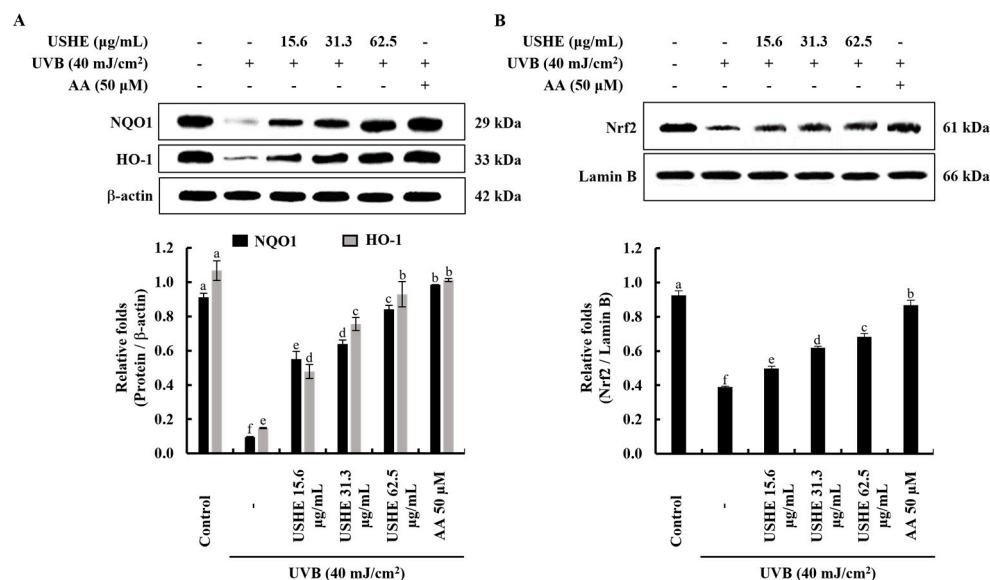 A
USHE (µg/mL) - - 15.6 31.3 62.5 -
UVB (40 mJ/cm²) - + + + + +
AA (50 µM) - - - - - +
NQO1 29 kDa
HO-1 33 kDa
β-actin 42 kDa
NQO1 HO-1
Relative folds
(Protein / β-actin)
1.2
1.0
0.8
0.6
0.4
0.2
0.0
a a f e e d d c c b b b
Control
-
USHE 15.6
µg/mL
USHE 31.3
µg/mL
USHE 62.5
µg/mL
AA 50 µM
UVB (40 mJ/cm²)
B
USHE (µg/mL) - - 15.6 31.3 62.5 -
UVB (40 mJ/cm²) - + + + + +
AA (50 µM) - - - - - +
Nrf2 61 kDa
Lamin B 66 kDa
Relative folds
(Nrf2 / Lamin B)
1.2
1.0
0.8
0.6
0.4
0.2
0.0
a f e d c b
Control
-
USHE 15.6
µg/mL
USHE 31.3
µg/mL
USHE 62.5
µg/mL
AA 50 µM
UVB (40 mJ/cm²)